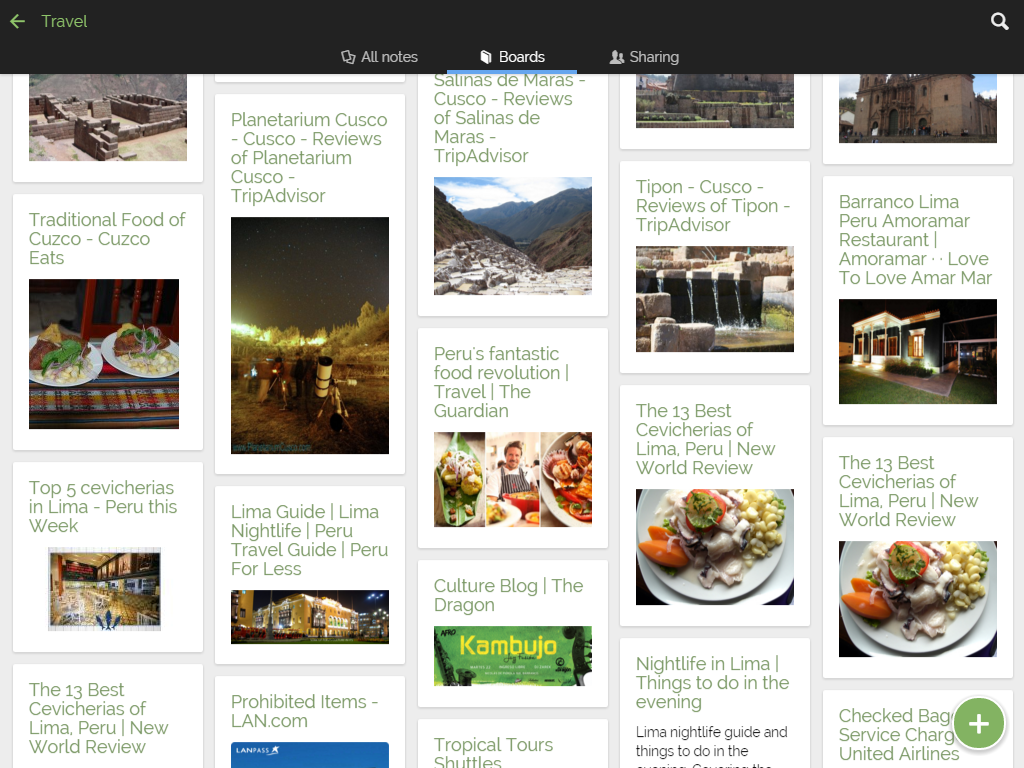 Travel
All notes
Boards
Sharing
Traditional Food of
Cuzco - Cuzco
Eats
Top 5 cevicherias
in Lima - Peru this
Week
The 13 Best
Cevicherias of
Lima, Peru | New
World Review
Planetarium Cusco
- Cusco - Reviews
of Planetarium
Cusco -
TripAdvisor
Lima Guide | Lima
Nightlife | Peru
Travel Guide | Peru
For Less
Prohibited Items -
LAN.com
LANPASS
Salinas de Maras -
Cusco - Reviews
of Salinas de
Maras -
TripAdvisor
Peru's fantastic
food revolution |
Travel | The
Guardian
Culture Blog | The
Dragon
AFRO
Kambujo
Tropical Tours
Shuttles
Tipon - Cusco -
Reviews of Tipon -
TripAdvisor
The 13 Best
Cevicherias of
Lima, Peru | New
World Review
Nightlife in Lima |
Things to do in the
evening
Lima nightlife guide and
things to do in the
evening. Covering the
Barranco Lima
Peru Amoramar
Restaurant |
Amoramar · · Love
To Love Amar Mar
The 13 Best
Cevicherias of
Lima, Peru | New
World Review
Checked Bag
Service Charg
United Airlines